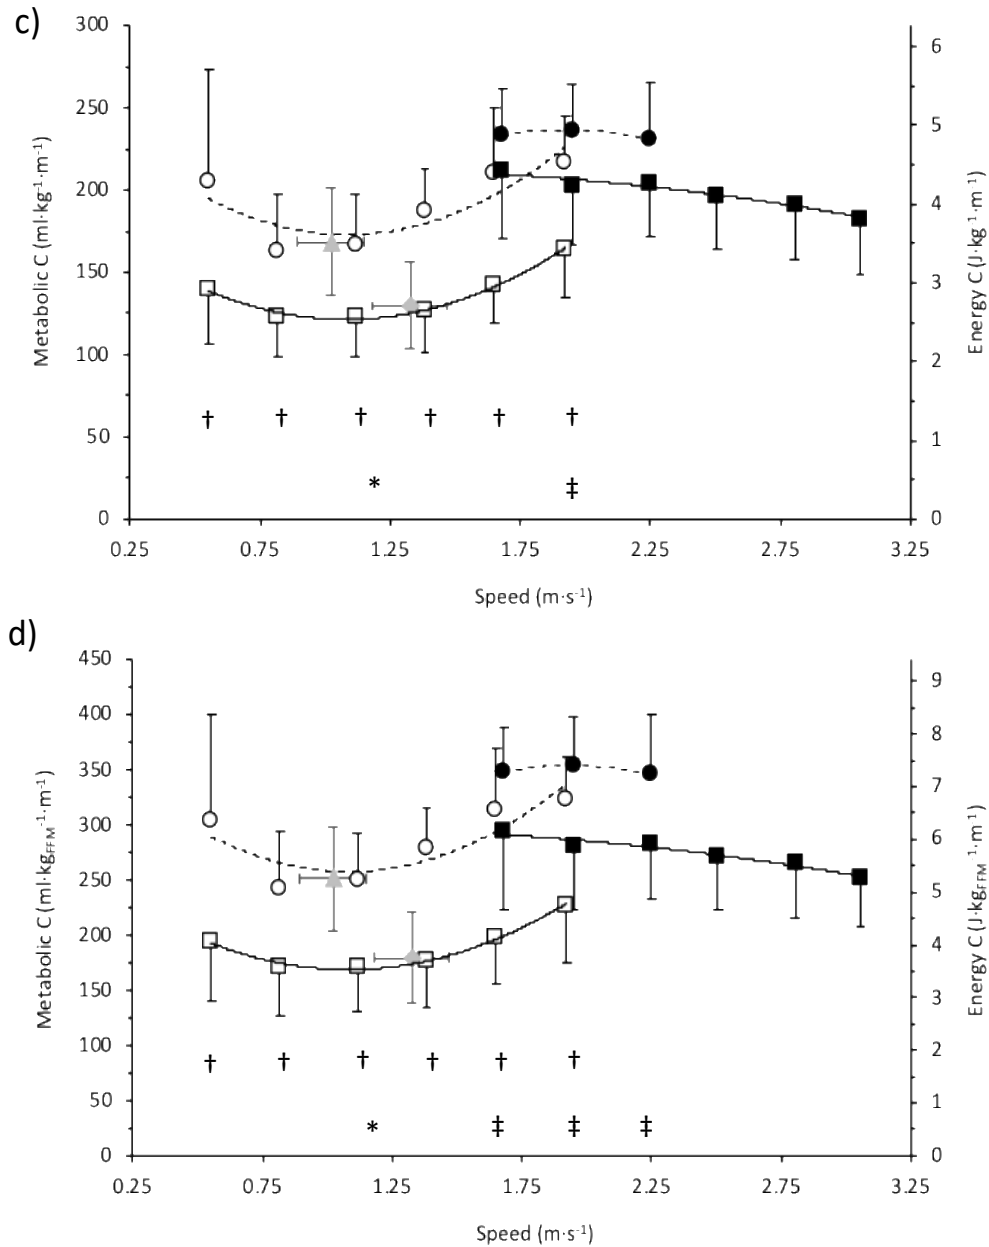 c)
300
250
200
150
100
50
0
Metabolic C (ml·kg⁻¹·m⁻¹)
6
5
4
3
2
1
0
Energy C (J·kg⁻¹·m⁻¹)
† † † † † †
* ‡
0.25 0.75 1.25 1.75 2.25 2.75 3.25
Speed (m·s⁻¹)
d)
450
400
350
300
250
200
150
100
50
0
Metabolic C (ml·kg_FFM⁻¹·m⁻¹)
9
8
7
6
5
4
3
2
1
0
Energy C (J·kg_FFM⁻¹·m⁻¹)
† † † † † †
* ‡ ‡ ‡
0.25 0.75 1.25 1.75 2.25 2.75 3.25
Speed (m·s⁻¹)